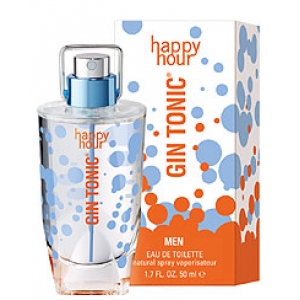 happy
hour
GIN TONIC®
happy
hour
GIN TONIC®
MEN
EAU DE TOILETTE
natural spray vaporisateur
1.7 FL. OZ. 50 ml ℮